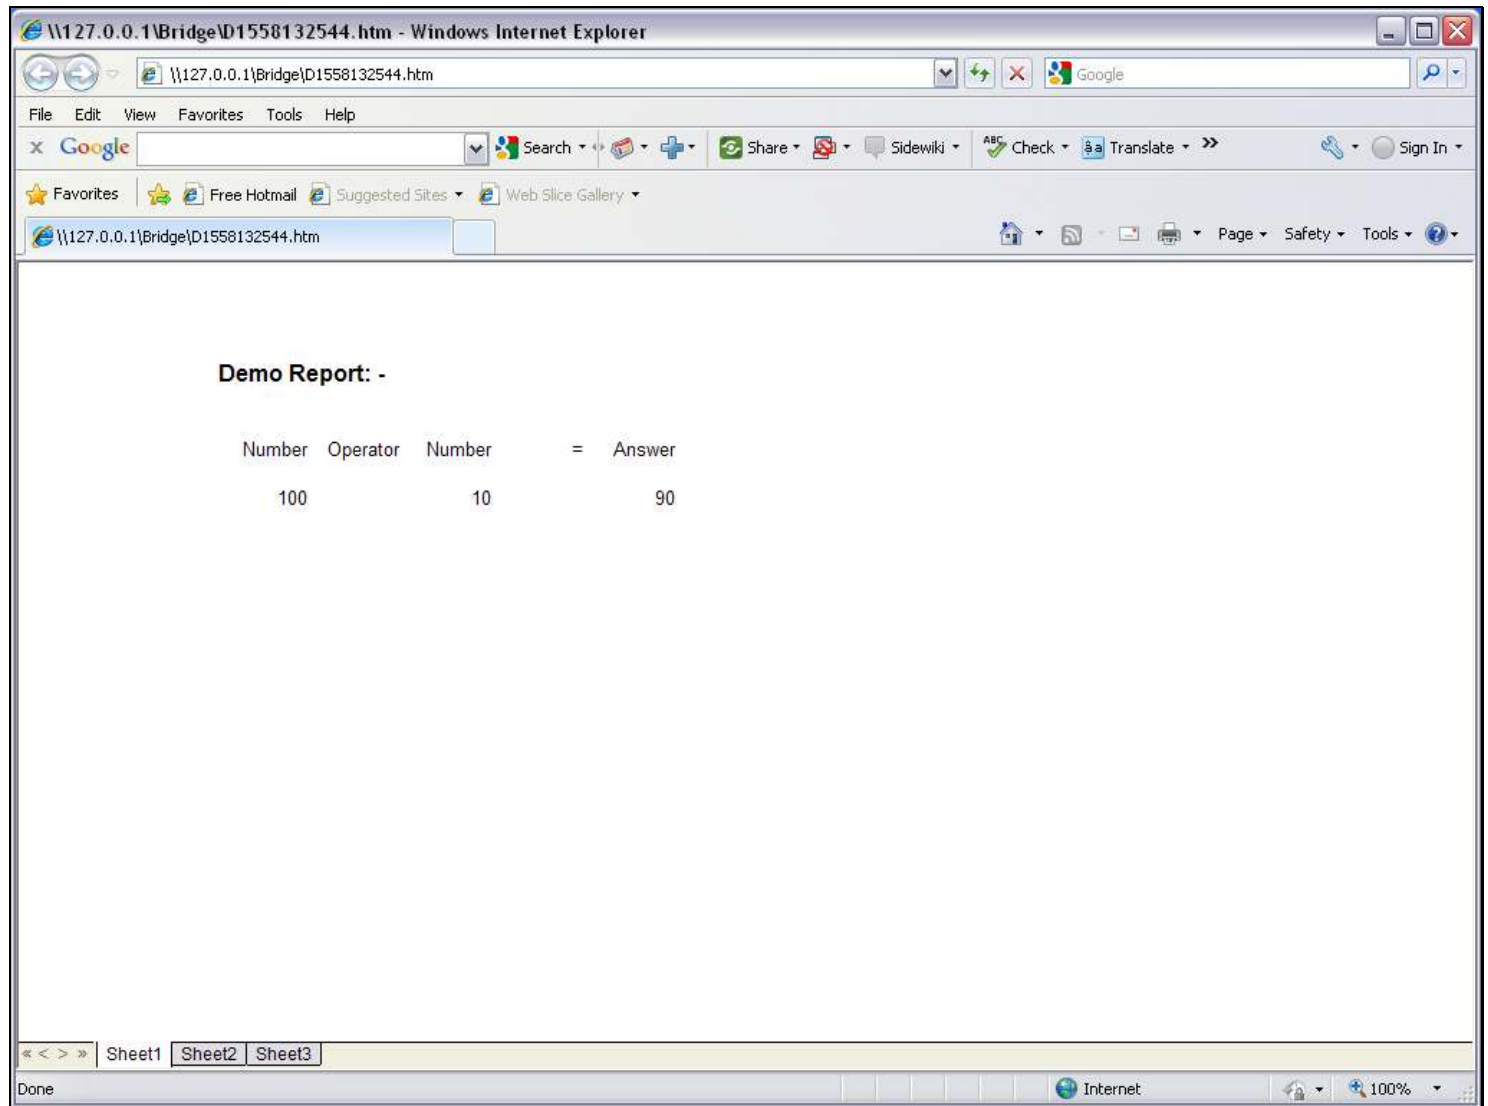 \\127.0.0.1\Bridge\D1558132544.htm - Windows Internet Explorer
\\127.0.0.1\Bridge\D1558132544.htm Google
File Edit View Favorites Tools Help
x Google Search Share Sidewiki ABC Check âa Translate » Sign In
Favorites Free Hotmail Suggested Sites Web Slice Gallery
\\127.0.0.1\Bridge\D1558132544.htm Page Safety Tools
Demo Report: -
Number Operator Number = Answer
100 10 90
« < > » Sheet1 Sheet2 Sheet3
Done Internet 100%